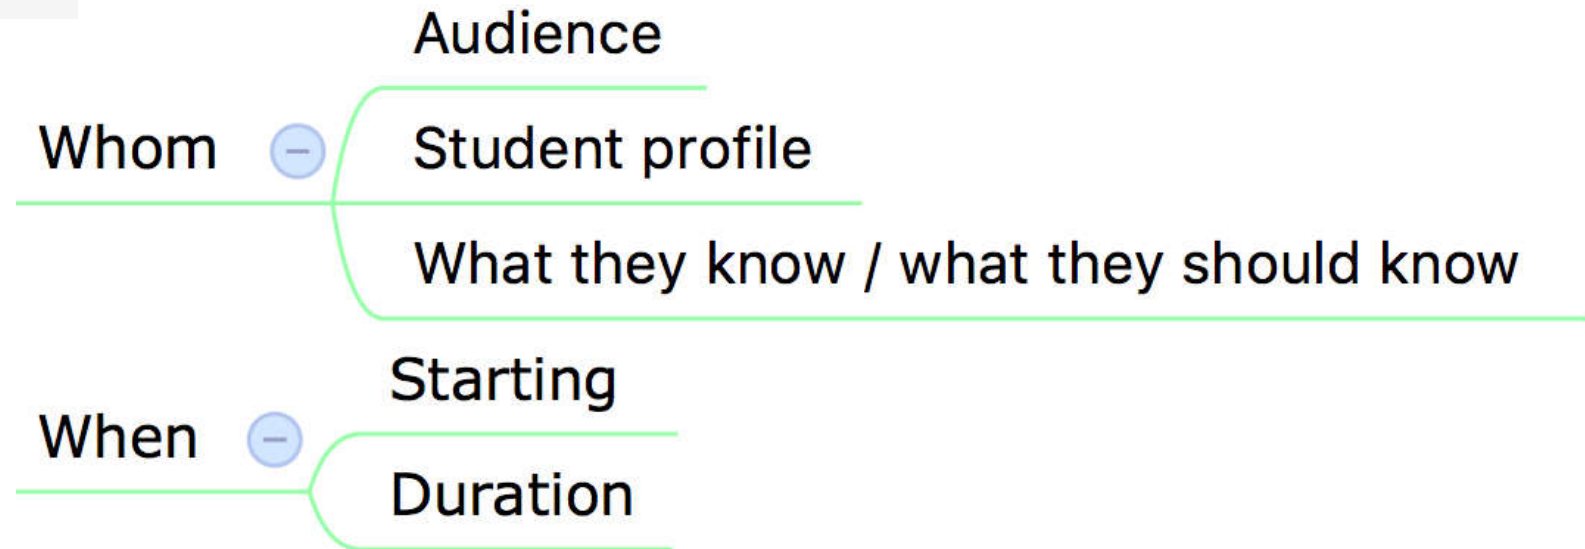 Whom
Audience
Student profile
What they know / what they should know
When
Starting
Duration